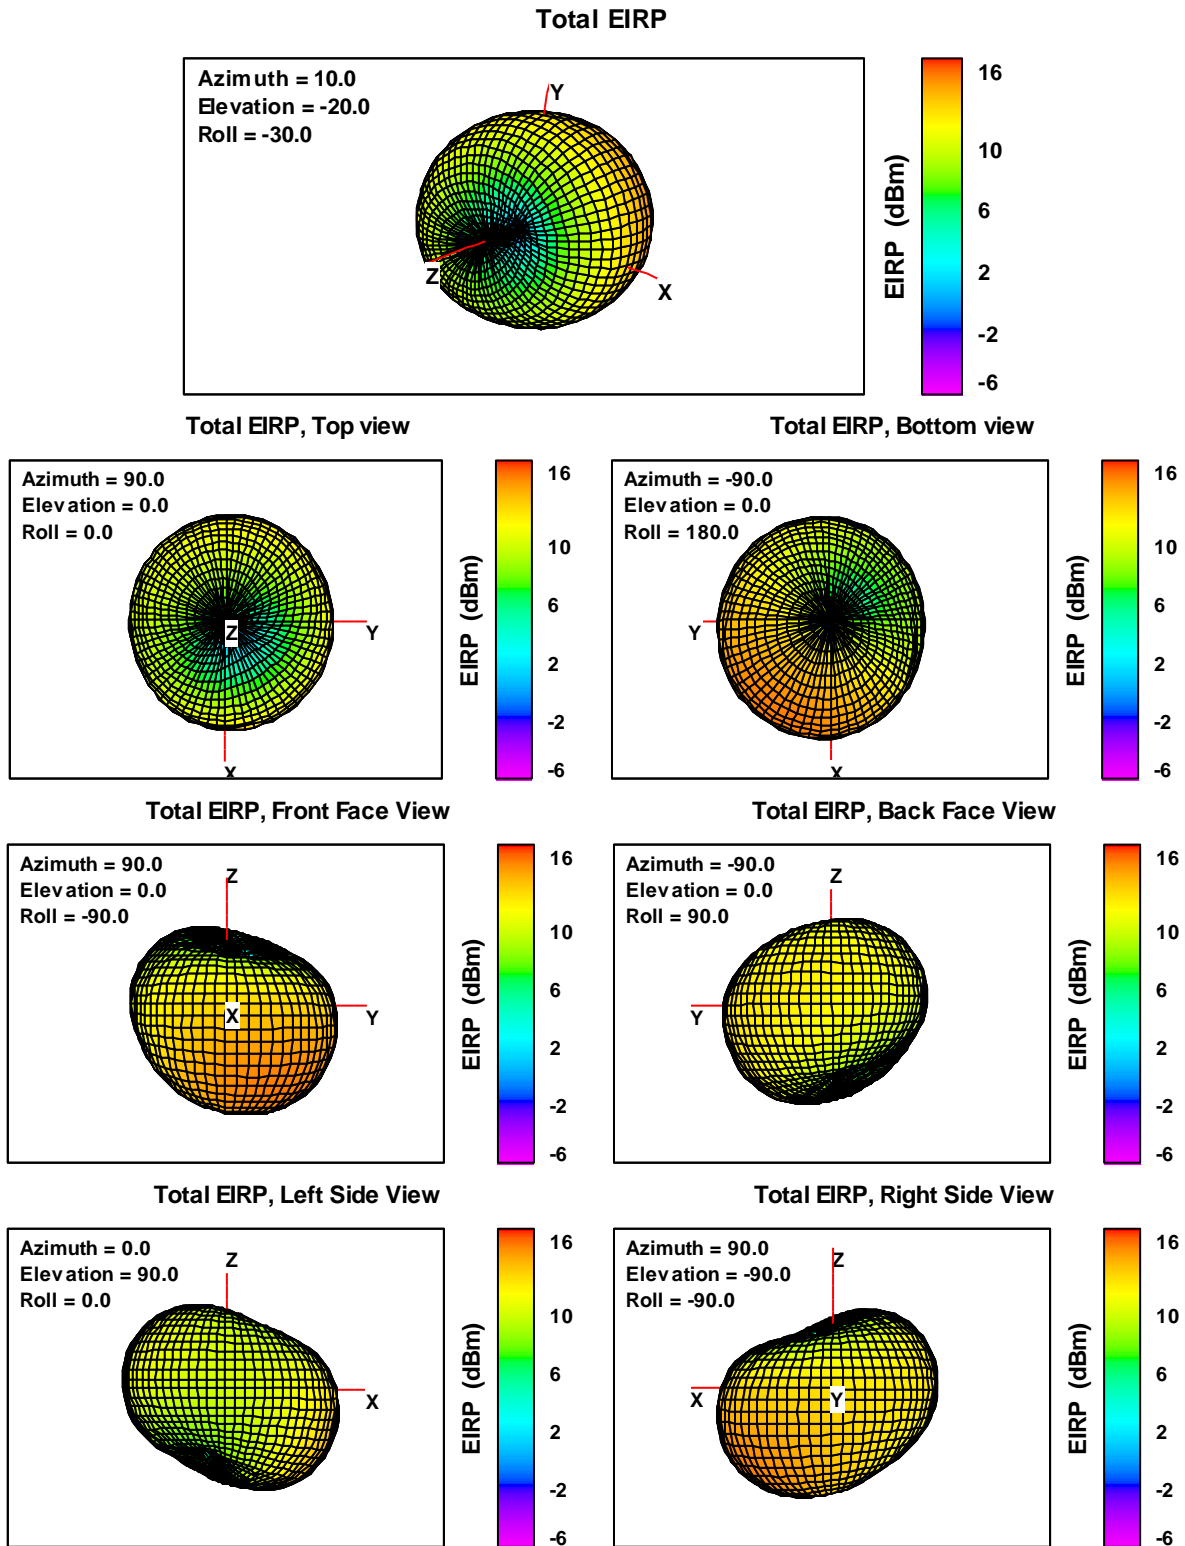 Total EIRP
Azimuth = 10.0
Elevation = -20.0
Roll = -30.0
Y
Z
X
EIRP (dBm)
16
10
6
2
-2
-6
Total EIRP, Top view
Azimuth = 90.0
Elevation = 0.0
Roll = 0.0
Z
Y
X
EIRP (dBm)
16
10
6
2
-2
-6
Total EIRP, Bottom view
Azimuth = -90.0
Elevation = 0.0
Roll = 180.0
Y
X
EIRP (dBm)
16
10
6
2
-2
-6
Total EIRP, Front Face View
Azimuth = 90.0
Elevation = 0.0
Roll = -90.0
Z
X
Y
EIRP (dBm)
16
10
6
2
-2
-6
Total EIRP, Back Face View
Azimuth = -90.0
Elevation = 0.0
Roll = 90.0
Z
Y
EIRP (dBm)
16
10
6
2
-2
-6
Total EIRP, Left Side View
Azimuth = 0.0
Elevation = 90.0
Roll = 0.0
Z
X
EIRP (dBm)
16
10
6
2
-2
-6
Total EIRP, Right Side View
Azimuth = 90.0
Elevation = -90.0
Roll = -90.0
Z
X
Y
EIRP (dBm)
16
10
6
2
-2
-6